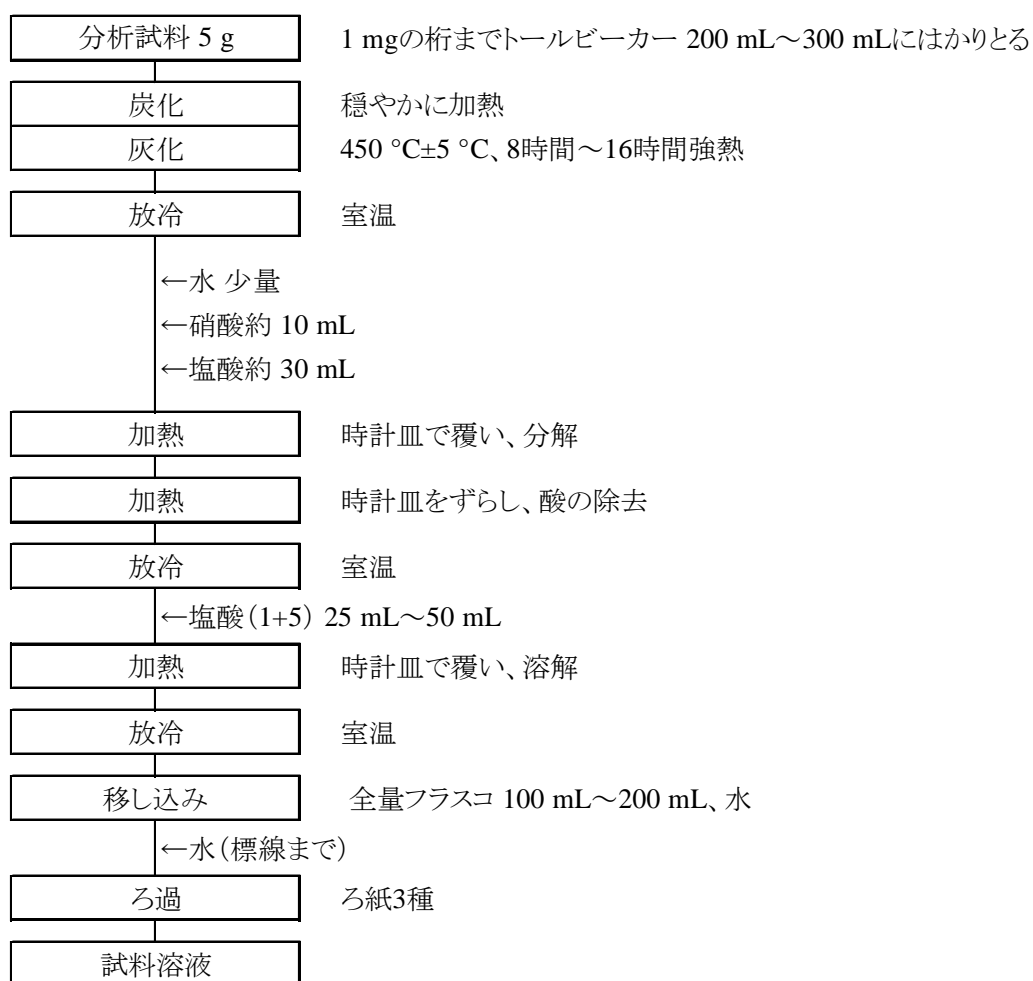 分析試料 5 g 1 mgの桁までトールビーカー 200 mL～300 mLにはかりとる
炭化 穏やかに加熱
灰化 450 °C±5 °C、8時間～16時間強熱
放冷 室温
←水 少量
←硝酸約 10 mL
←塩酸約 30 mL
加熱 時計皿で覆い、分解
加熱 時計皿をずらし、酸の除去
放冷 室温
←塩酸（1+5） 25 mL～50 mL
加熱 時計皿で覆い、溶解
放冷 室温
移し込み 全量フラスコ 100 mL～200 mL、水
←水（標線まで）
ろ過 ろ紙3種
試料溶液